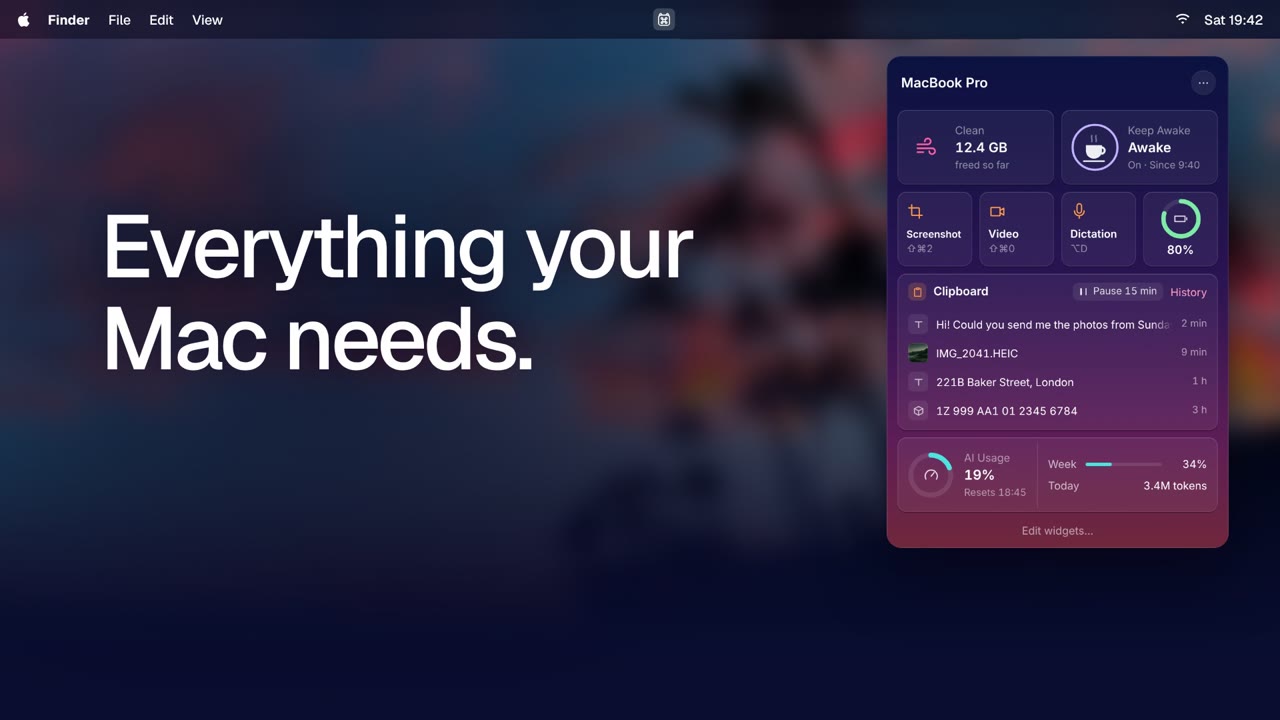 Finder File Edit View
Sat 19:42
Everything your
Mac needs.
MacBook Pro
Clean
12.4 GB
freed so far
Keep Awake
Awake
On · Since 9:40
Screenshot
⇧⌘2
Video
⇧⌘0
Dictation
⌥D
80%
Clipboard
Pause 15 min
History
Hi! Could you send me the photos from Sunda
2 min
IMG_2041.HEIC
9 min
221B Baker Street, London
1 h
1Z 999 AA1 01 2345 6784
3 h
AI Usage
19%
Resets 18:45
Week
34%
Today
3.4M tokens
Edit widgets...